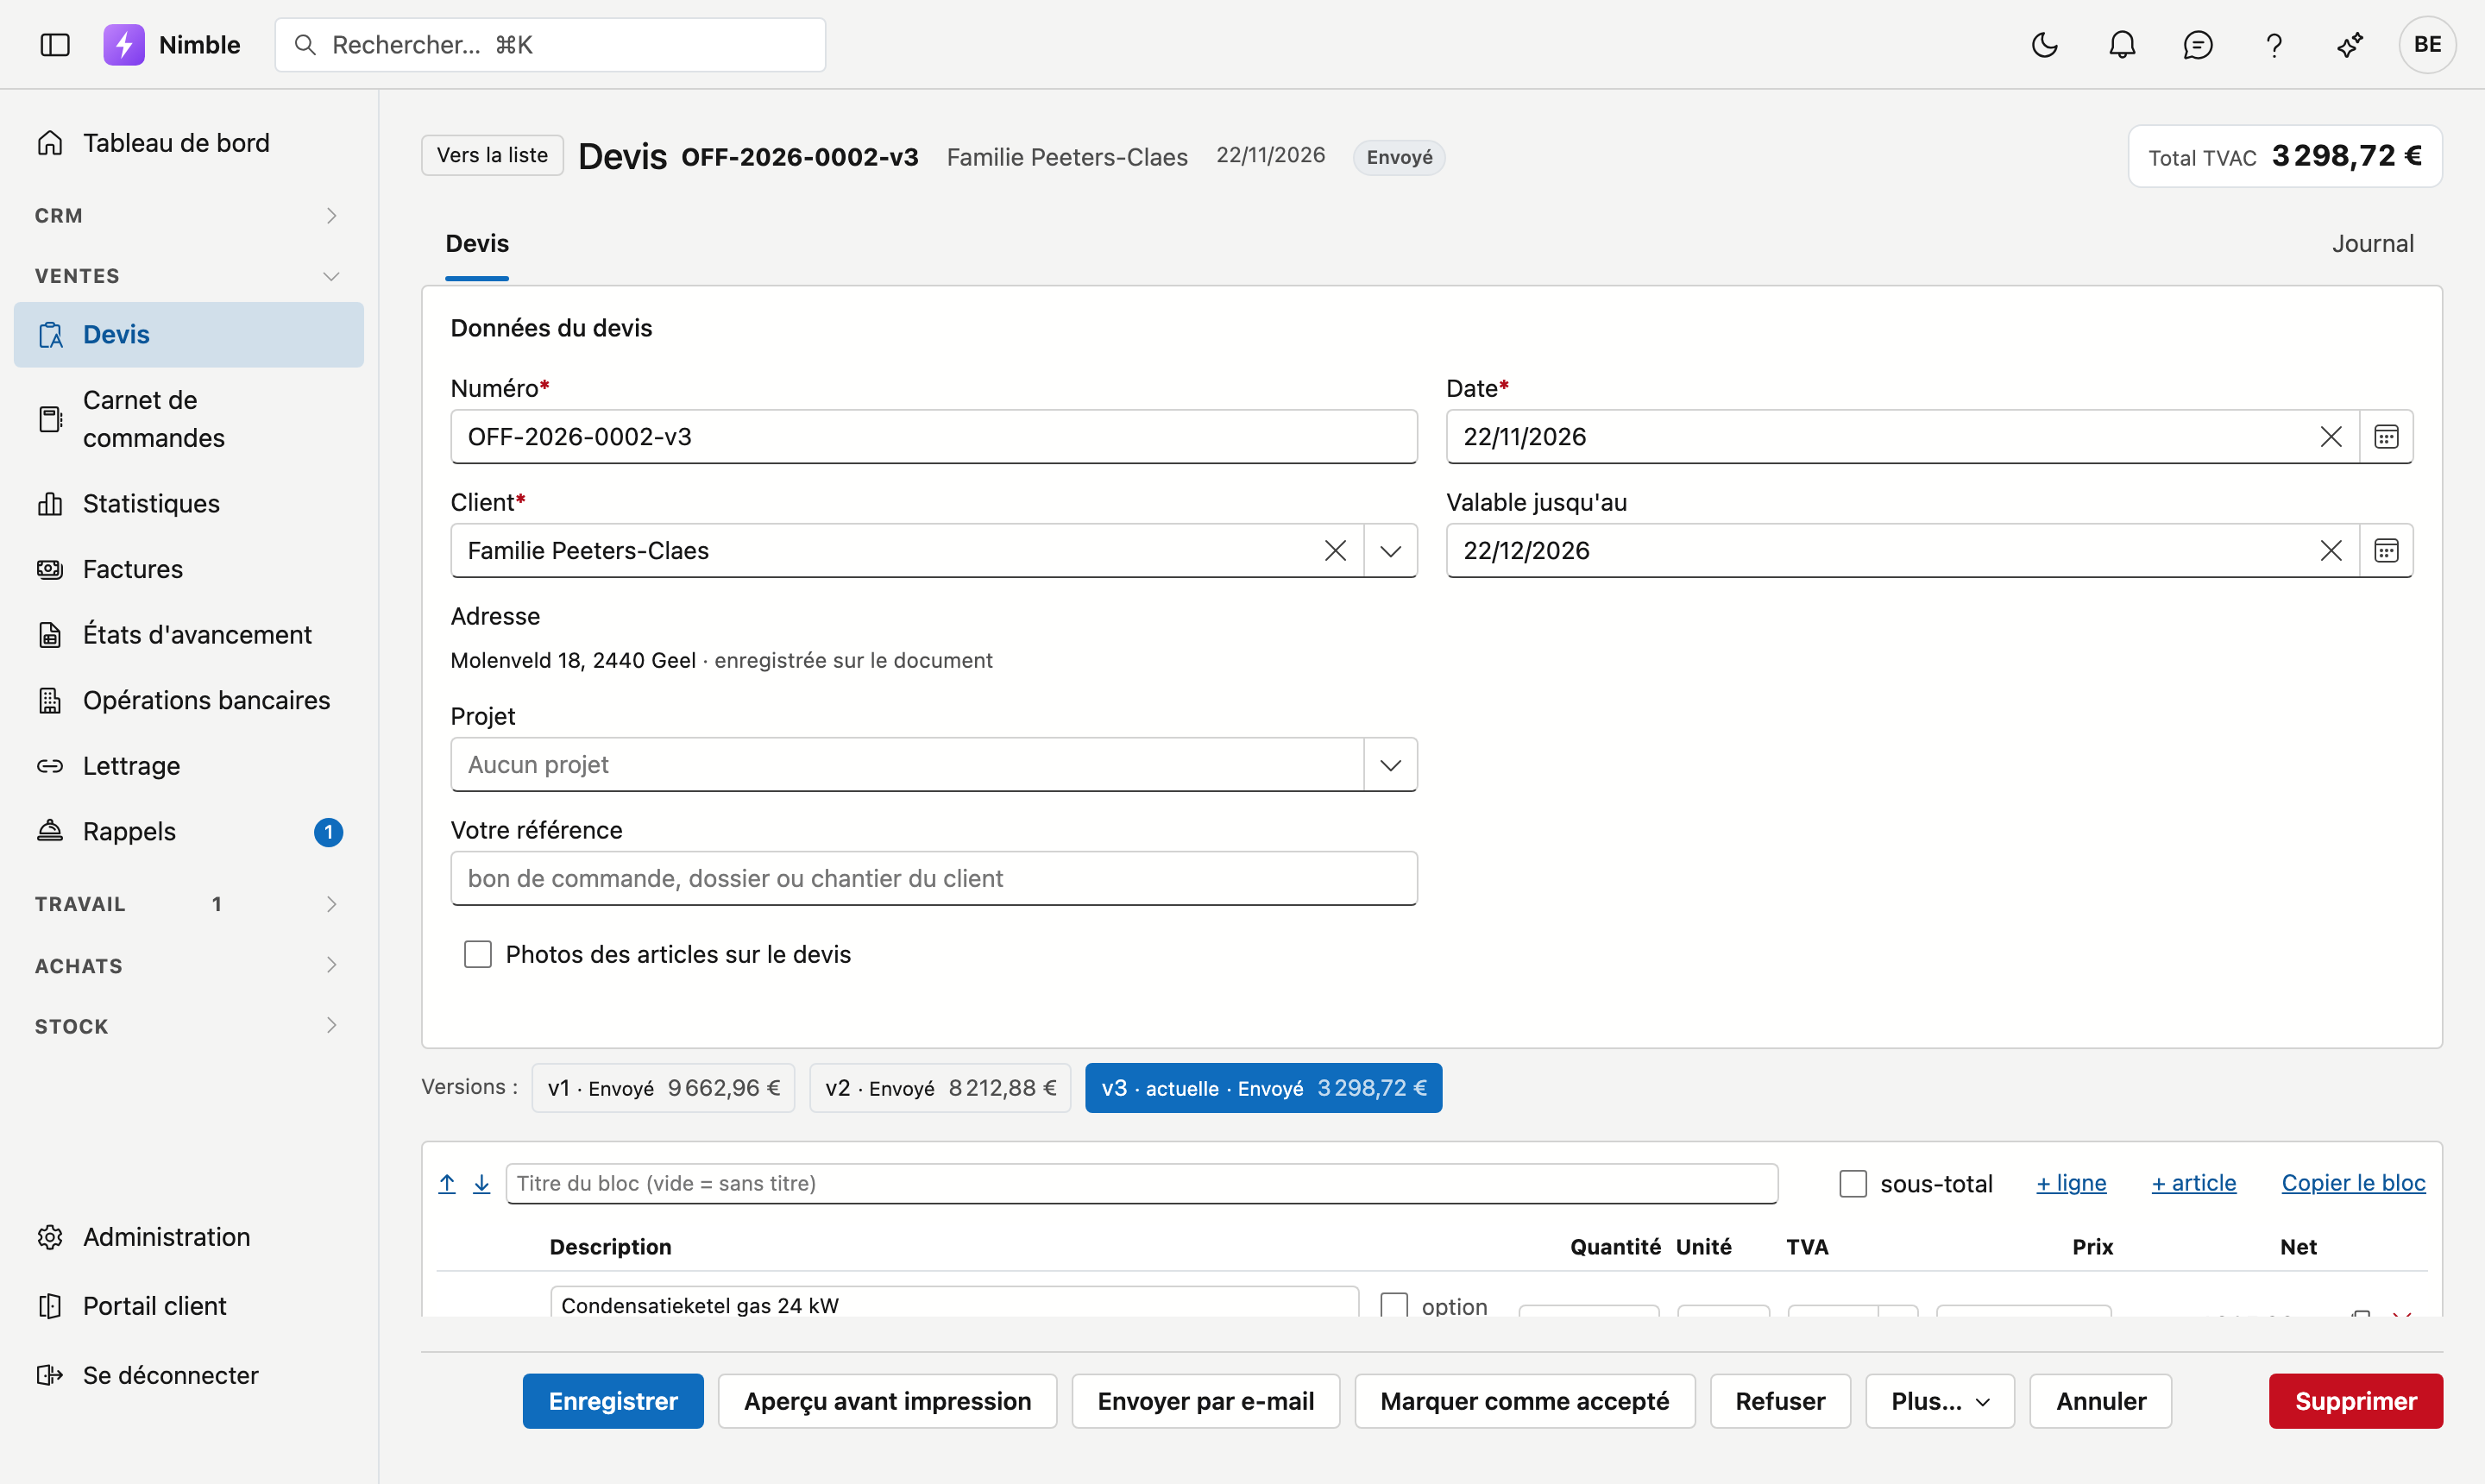 Nimble
Rechercher... ⌘K
BE
Tableau de bord
CRM
VENTES
Devis
Carnet de
commandes
Statistiques
Factures
États d'avancement
Opérations bancaires
Lettrage
Rappels 1
TRAVAIL 1
ACHATS
STOCK
Administration
Portail client
Se déconnecter
Vers la liste Devis OFF-2026-0002-v3 Familie Peeters-Claes 22/11/2026 Envoyé Total TVAC 3 298,72 €
Devis Journal
Données du devis
Numéro* Date*
OFF-2026-0002-v3 22/11/2026
Client* Valable jusqu'au
Familie Peeters-Claes 22/12/2026
Adresse
Molenveld 18, 2440 Geel · enregistrée sur le document
Projet
Aucun projet
Votre référence
bon de commande, dossier ou chantier du client
Photos des articles sur le devis
Versions : v1 · Envoyé 9 662,96 € v2 · Envoyé 8 212,88 € v3 · actuelle · Envoyé 3 298,72 €
Titre du bloc (vide = sans titre) sous-total + ligne + article Copier le bloc
Description Quantité Unité TVA Prix Net
Condensatieketel gas 24 kW option
Enregistrer Aperçu avant impression Envoyer par e-mail Marquer comme accepté Refuser Plus... Annuler Supprimer